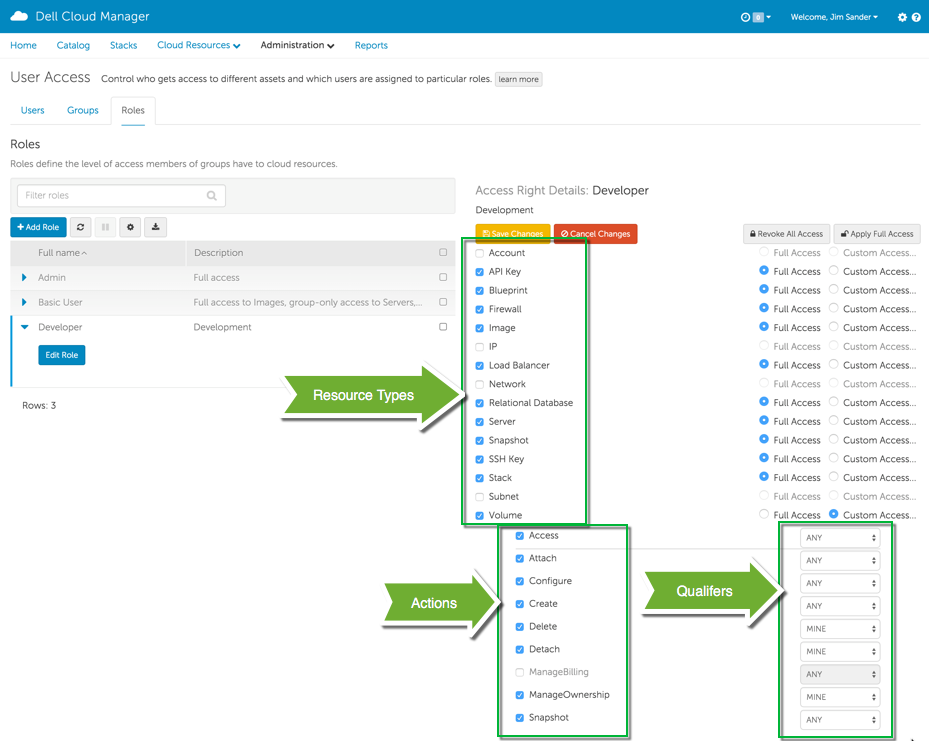 Dell Cloud Manager
0
Welcome, Jim Sander
Home Catalog Stacks Cloud Resources Administration Reports
User Access Control who gets access to different assets and which users are assigned to particular roles. learn more
Users Groups Roles
Roles
Roles define the level of access members of groups have to cloud resources.
Filter roles
Add Role
Full name Description
Admin Full access
Basic User Full access to Images, group-only access to Servers,...
Developer Development
Edit Role
Rows: 3
Access Right Details: Developer
Development
Save Changes Cancel Changes Revoke All Access Apply Full Access
Account Full Access Custom Access...
API Key Full Access Custom Access...
Blueprint Full Access Custom Access...
Firewall Full Access Custom Access...
Image Full Access Custom Access...
IP Full Access Custom Access...
Load Balancer Full Access Custom Access...
Network Full Access Custom Access...
Relational Database Full Access Custom Access...
Server Full Access Custom Access...
Snapshot Full Access Custom Access...
SSH Key Full Access Custom Access...
Stack Full Access Custom Access...
Subnet Full Access Custom Access...
Volume Full Access Custom Access...
Access ANY
Attach ANY
Configure ANY
Create ANY
Delete MINE
Detach MINE
ManageBilling ANY
ManageOwnership MINE
Snapshot ANY
Resource Types
Actions
Qualifers